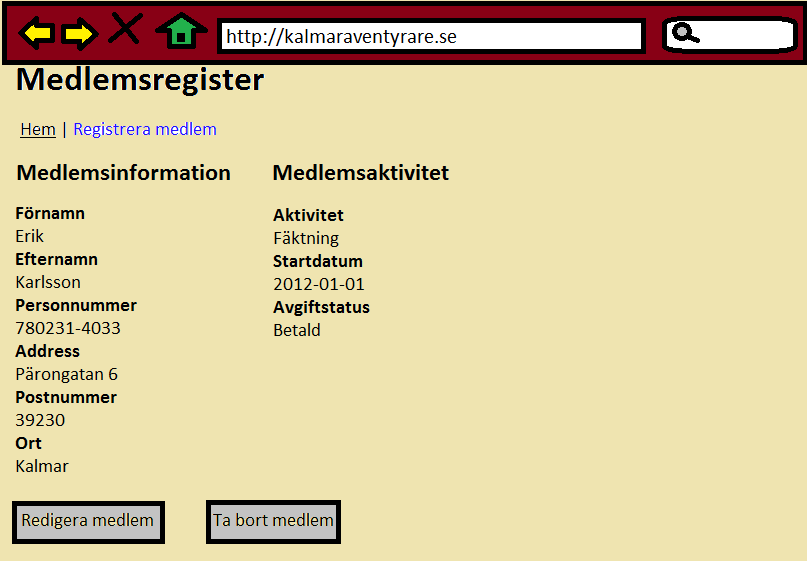 http://kalmaraventyrare.se
Medlemsregister
Hem | Registrera medlem
Medlemsinformation
Förnamn
Erik
Efternamn
Karlsson
Personnummer
780231-4033
Address
Pärongatan 6
Postnummer
39230
Ort
Kalmar
Medlemsaktivitet
Aktivitet
Fäktning
Startdatum
2012-01-01
Avgiftstatus
Betald
Redigera medlem
Ta bort medlem